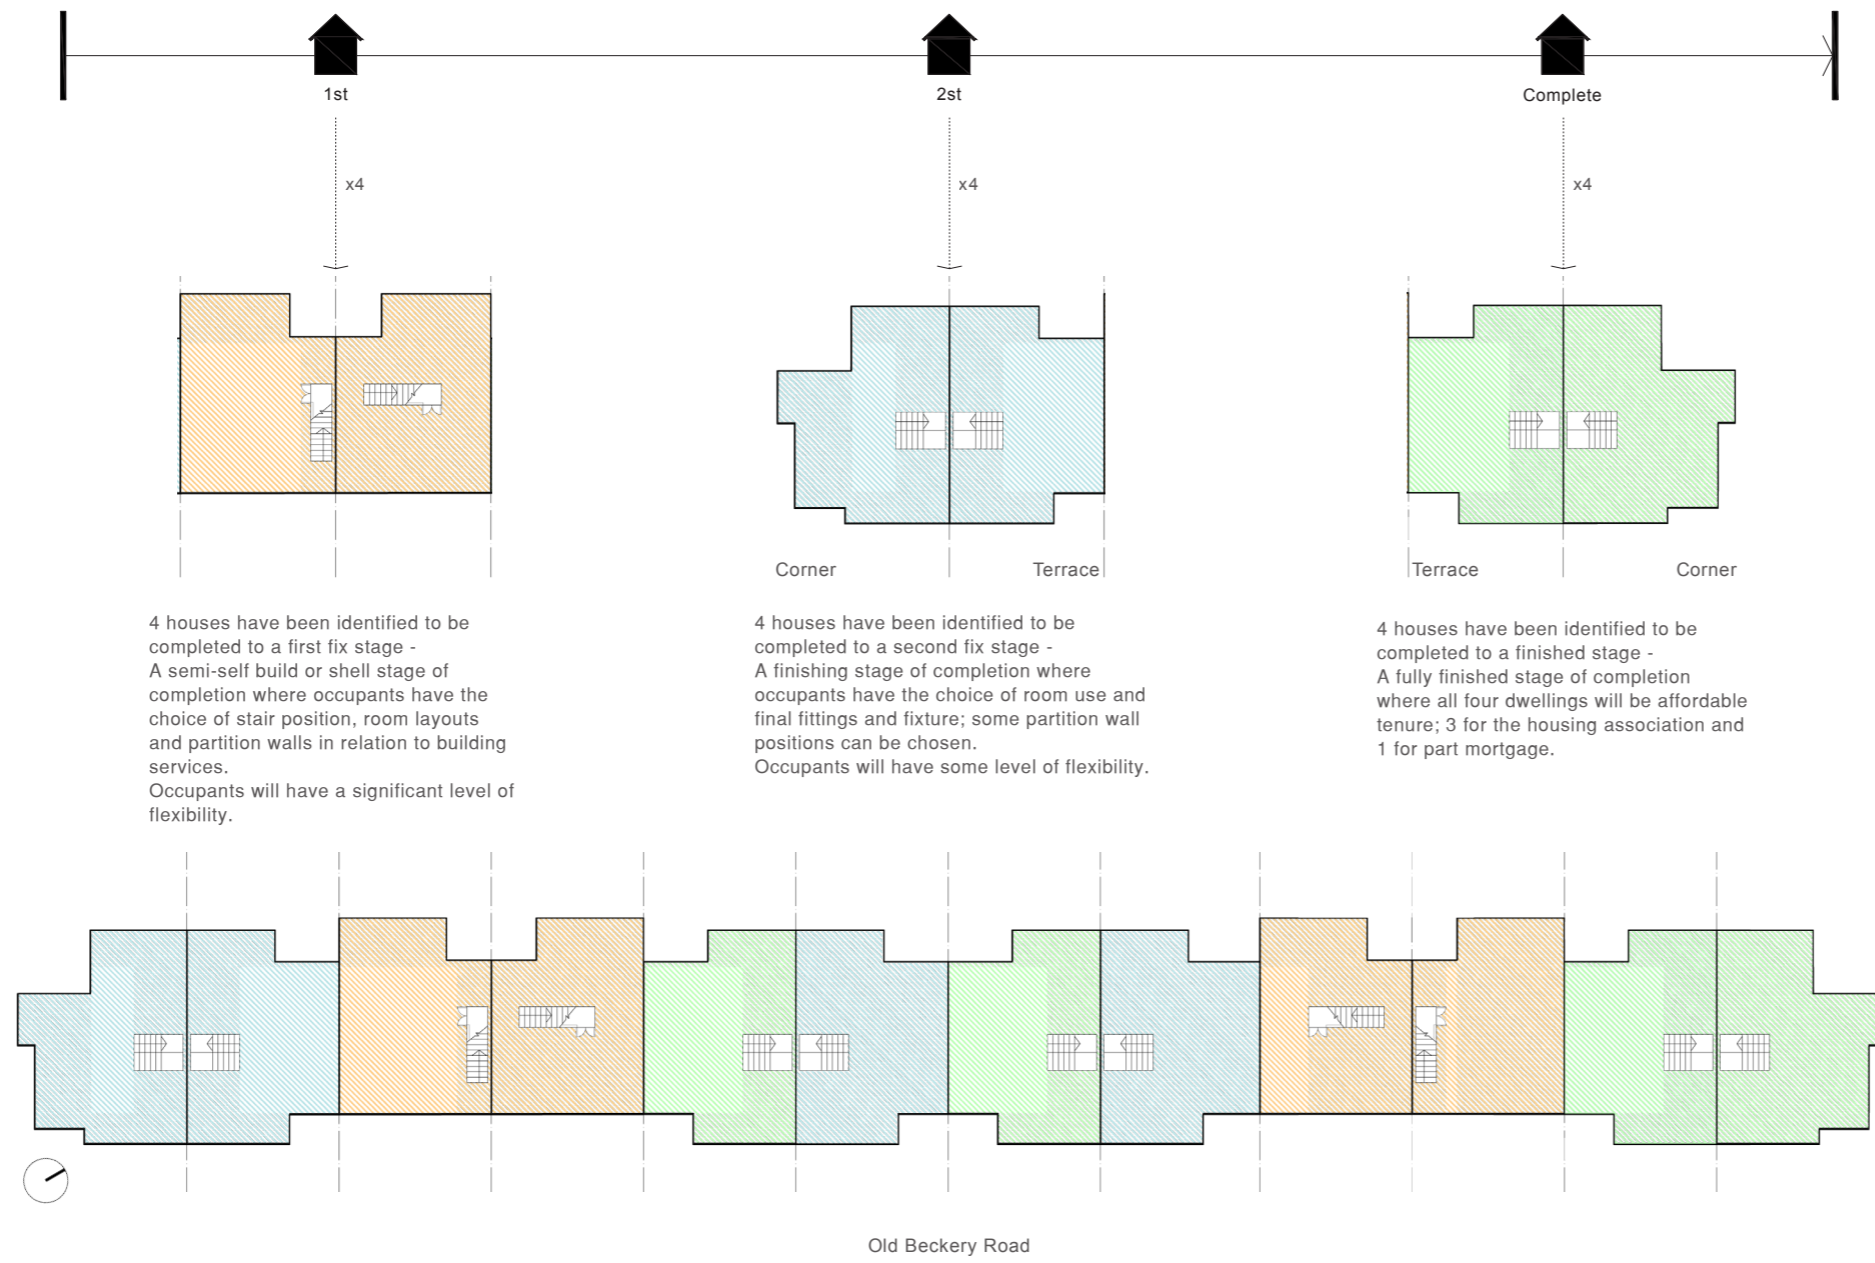 1st
2st
Complete
x4
x4
x4
Corner
Terrace
Terrace
Corner
4 houses have been identified to be
completed to a first fix stage -
A semi-self build or shell stage of
completion where occupants have the
choice of stair position, room layouts
and partition walls in relation to building
services.
Occupants will have a significant level of
flexibility.
4 houses have been identified to be
completed to a second fix stage -
A finishing stage of completion where
occupants have the choice of room use and
final fittings and fixture; some partition wall
positions can be chosen.
Occupants will have some level of flexibility.
4 houses have been identified to be
completed to a finished stage -
A fully finished stage of completion
where all four dwellings will be affordable
tenure; 3 for the housing association and
1 for part mortgage.
Old Beckery Road